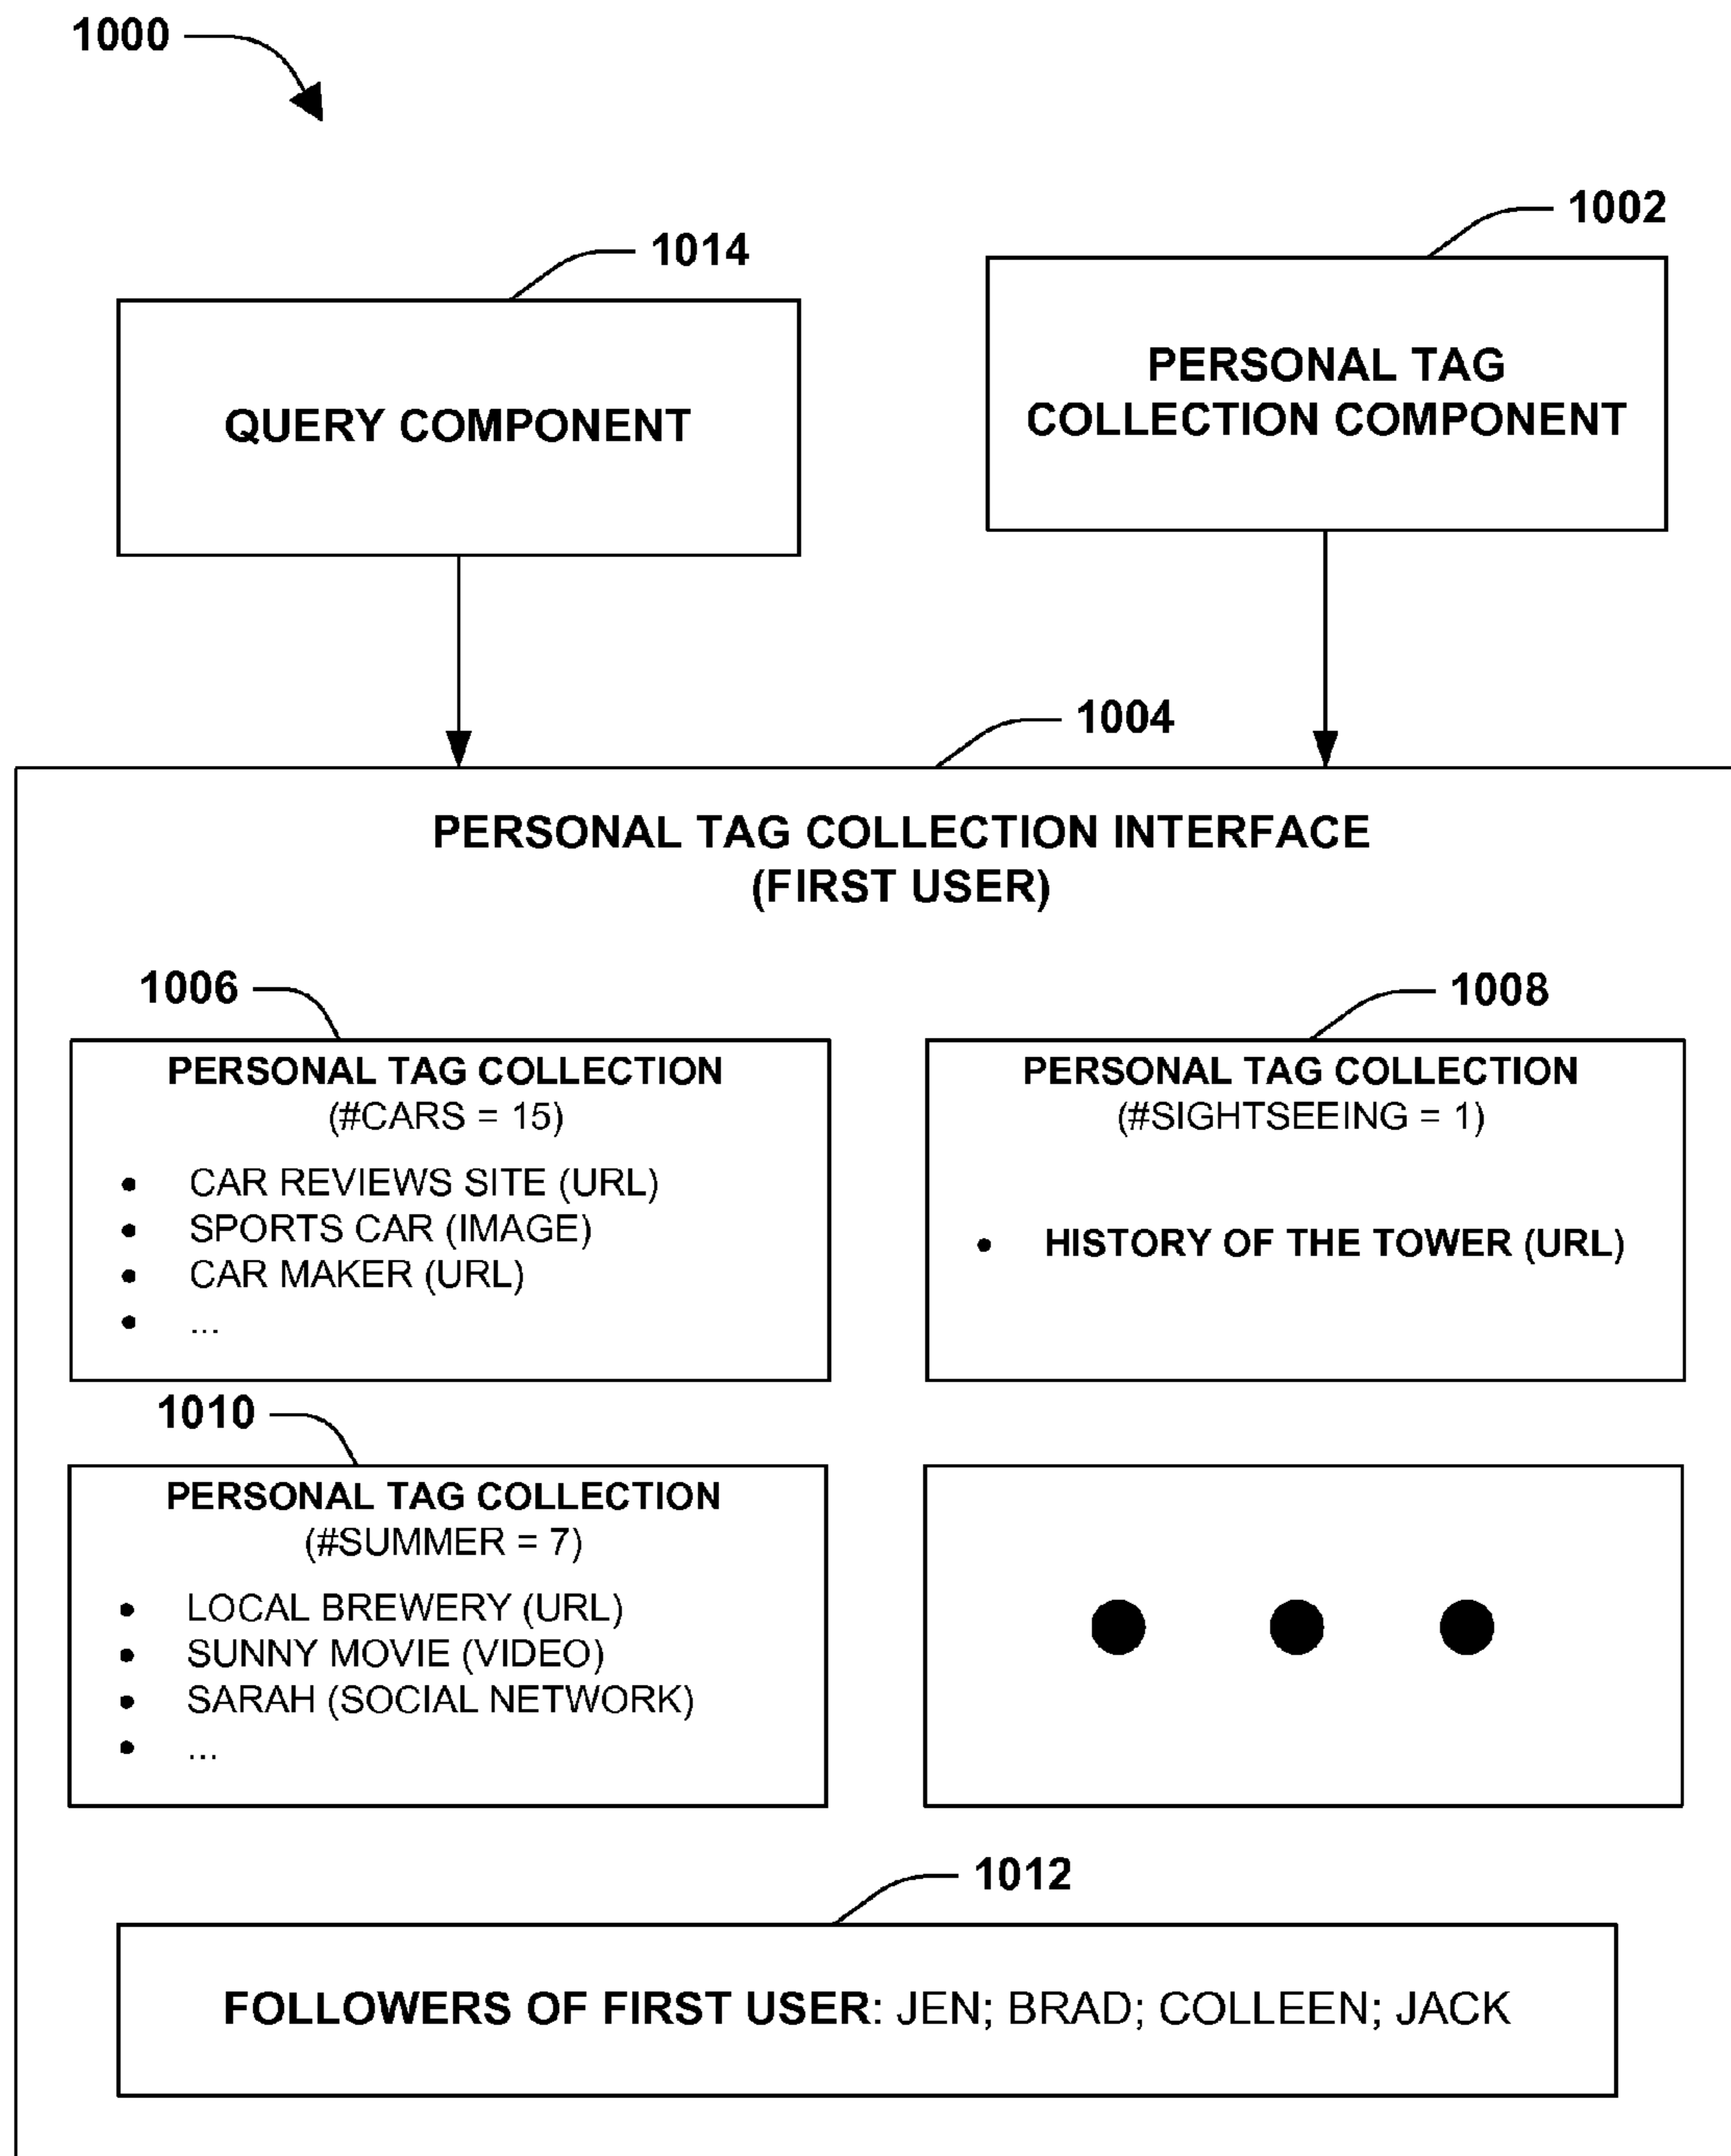 1000
1002
1014
PERSONAL TAG
COLLECTION COMPONENT
QUERY COMPONENT
1004
PERSONAL TAG COLLECTION INTERFACE
(FIRST USER)
1006
1008
PERSONAL TAG COLLECTION
(#CARS = 15)
• CAR REVIEWS SITE (URL)
• SPORTS CAR (IMAGE)
• CAR MAKER (URL)
• ...
PERSONAL TAG COLLECTION
(#SIGHTSEEING = 1)
• HISTORY OF THE TOWER (URL)
1010
PERSONAL TAG COLLECTION
(#SUMMER = 7)
• LOCAL BREWERY (URL)
• SUNNY MOVIE (VIDEO)
• SARAH (SOCIAL NETWORK)
• ...
1012
FOLLOWERS OF FIRST USER: JEN; BRAD; COLLEEN; JACK